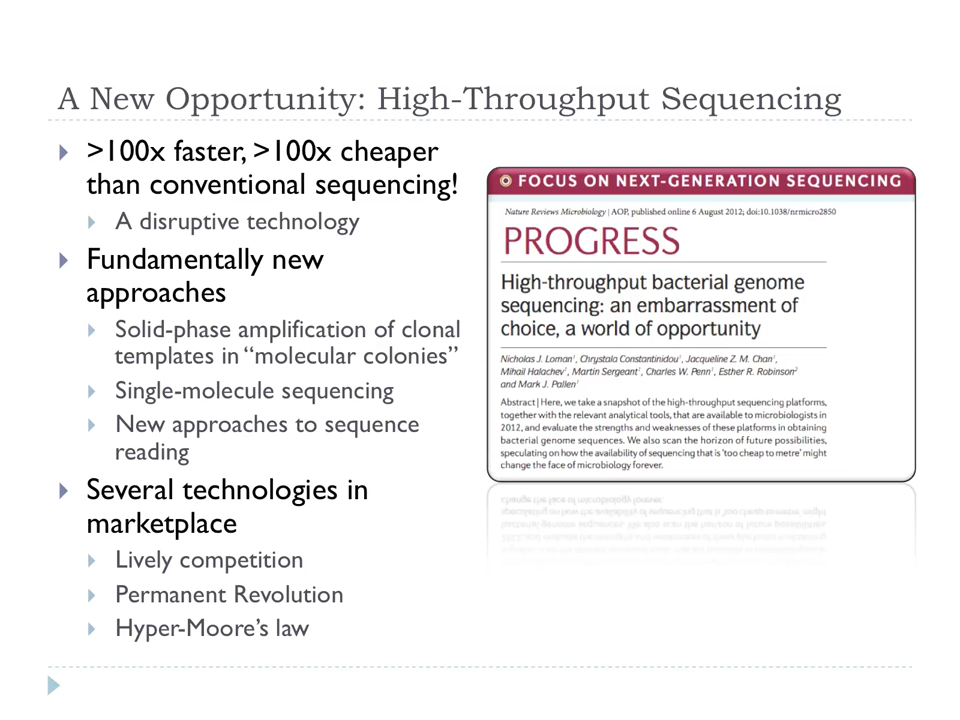 A New Opportunity: High-Throughput Sequencing
>100x faster, >100x cheaper
than conventional sequencing!
A disruptive technology
Fundamentally new
approaches
Solid-phase amplification of clonal
templates in “molecular colonies”
Single-molecule sequencing
New approaches to sequence
reading
Several technologies in
marketplace
Lively competition
Permanent Revolution
Hyper-Moore’s law
FOCUS ON NEXT-GENERATION SEQUENCING
Nature Reviews Microbiology | AOP, published online 6 August 2012; doi:10.1038/nrmicro2850
PROGRESS
High-throughput bacterial genome
sequencing: an embarrassment of
choice, a world of opportunity
Nicholas J. Loman¹, Chrystala Constantinidou¹, Jacqueline Z. M. Chan¹,
Mihail Halachev¹, Martin Sergeant¹, Charles W. Penn¹, Esther R. Robinson²
and Mark J. Pallen¹
Abstract | Here, we take a snapshot of the high-throughput sequencing platforms,
together with the relevant analytical tools, that are available to microbiologists in
2012, and evaluate the strengths and weaknesses of these platforms in obtaining
bacterial genome sequences. We also scan the horizon of future possibilities,
speculating on how the availability of sequencing that is ‘too cheap to metre’ might
change the face of microbiology forever.